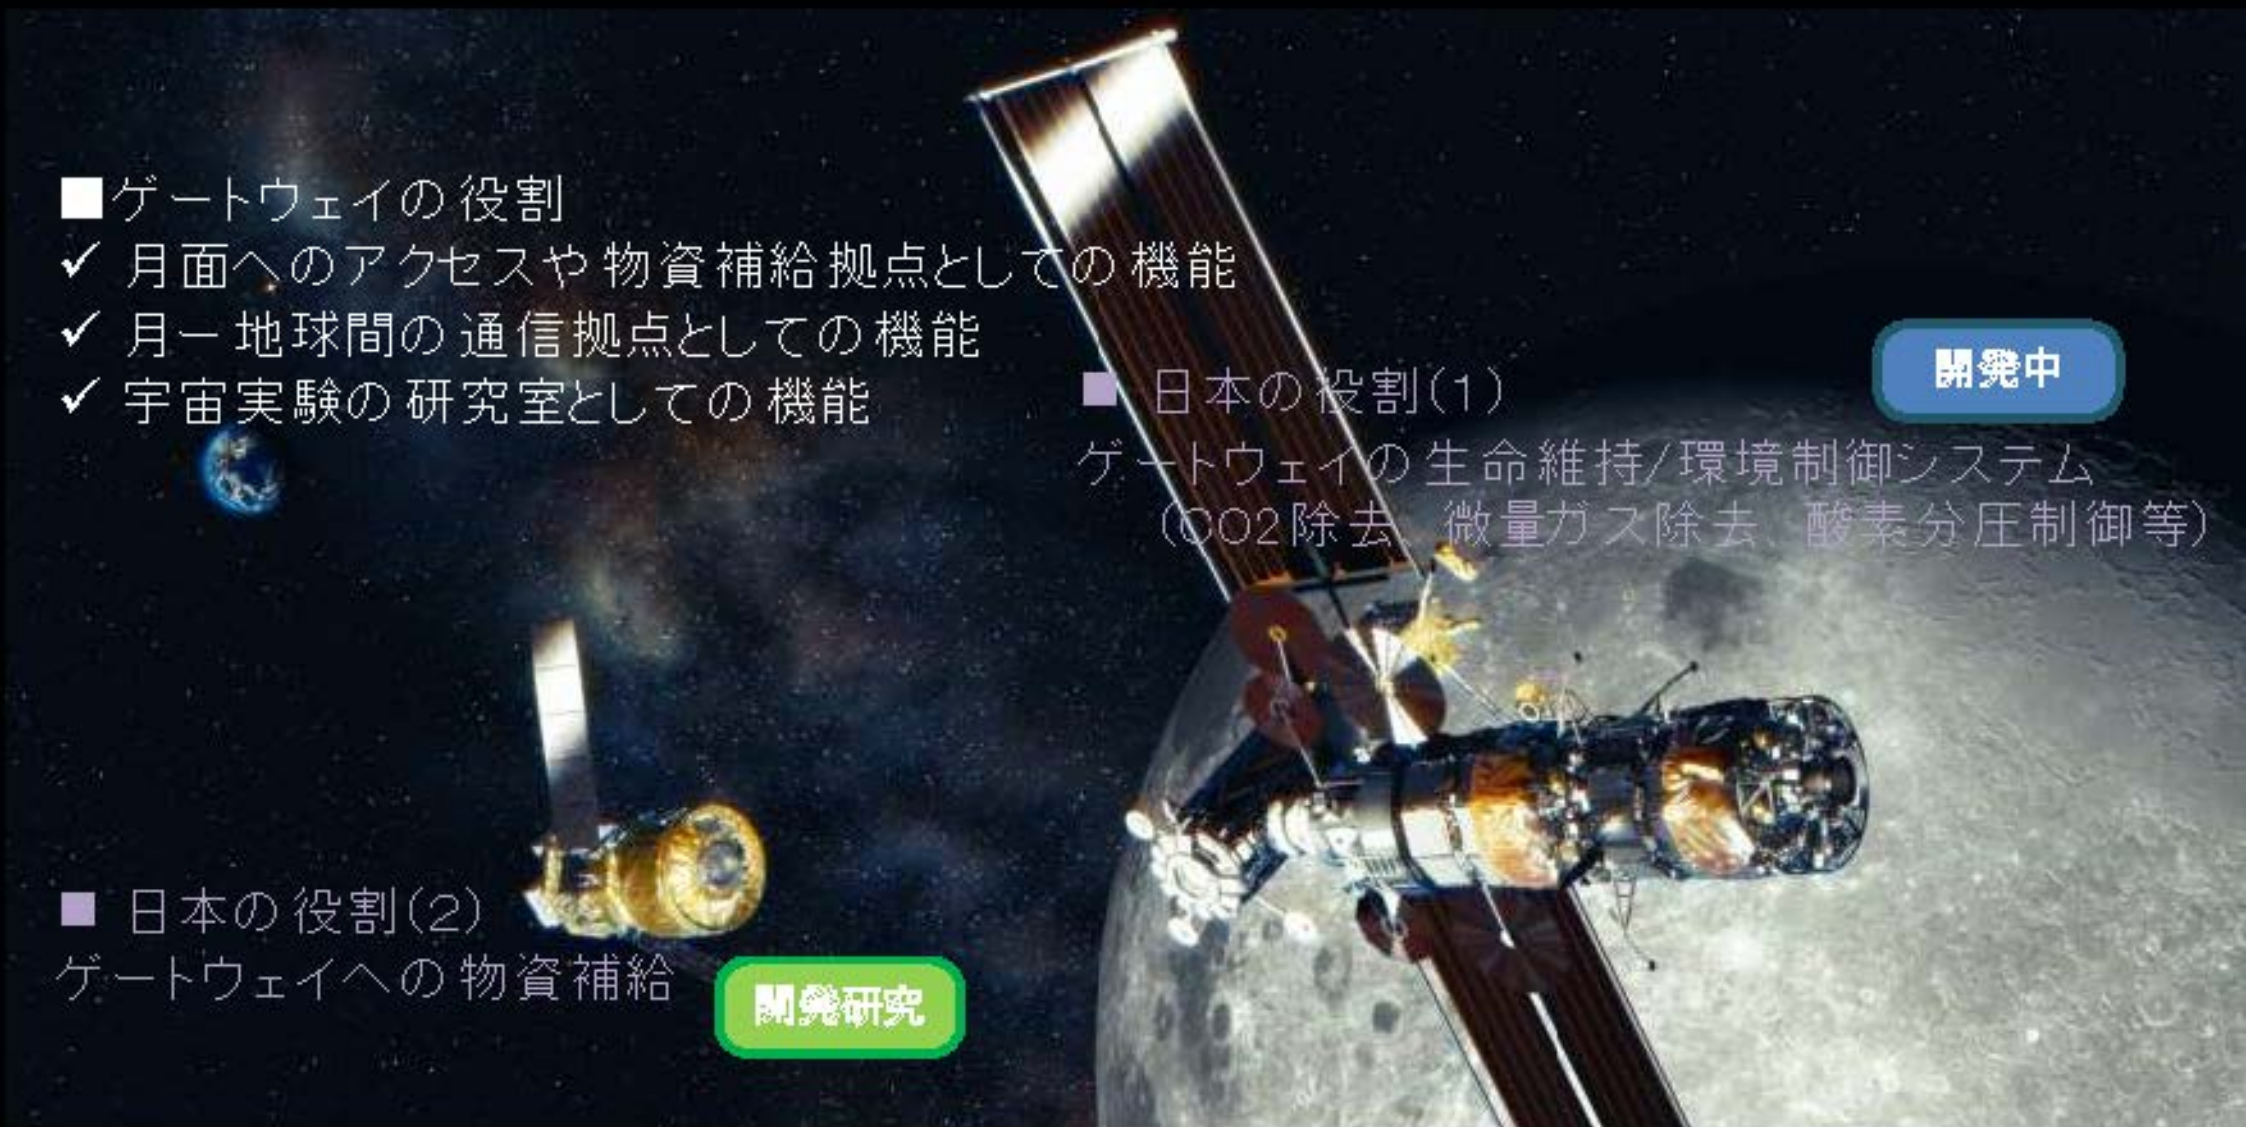 ■ゲートウェイの役割
✓ 月面へのアクセスや物資補給拠点としての機能
✓ 月ー地球間の通信拠点としての機能
✓ 宇宙実験の研究室としての機能
■ 日本の役割(1)
開発中
ゲートウェイの生命維持/環境制御システム
(CO2除去、微量ガス除去、酸素分圧制御等)
■ 日本の役割(2)
ゲートウェイへの物資補給
開発研究